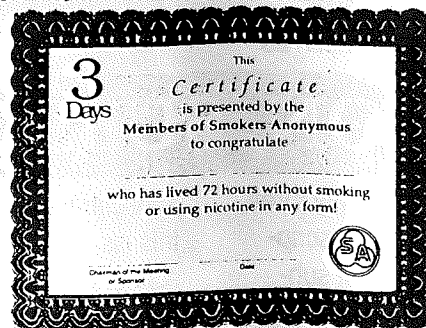 3
Days
This
Certificate
is presented by the
Members of Smokers Anonymous
to congratulate
who has lived 72 hours without smoking
or using nicotine in any form!
Chairman of the Meeting
or Sponsor
Date
SA